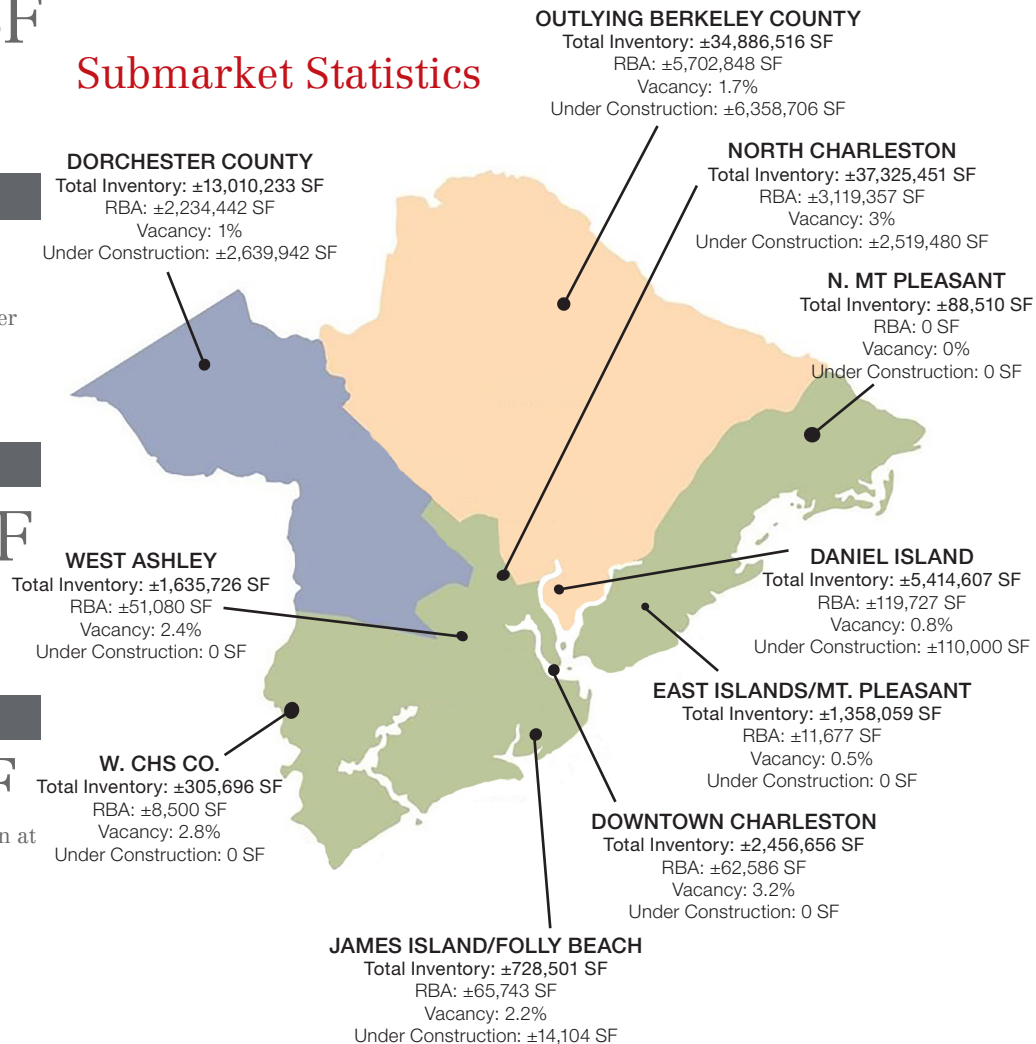 SF
Submarket Statistics
OUTLYING BERKELEY COUNTY
Total Inventory: ±34,886,516 SF
RBA: ±5,702,848 SF
Vacancy: 1.7%
Under Construction: ±6,358,706 SF
DORCHESTER COUNTY
Total Inventory: ±13,010,233 SF
RBA: ±2,234,442 SF
Vacancy: 1%
Under Construction: ±2,639,942 SF
NORTH CHARLESTON
Total Inventory: ±37,325,451 SF
RBA: ±3,119,357 SF
Vacancy: 3%
Under Construction: ±2,519,480 SF
N. MT PLEASANT
Total Inventory: ±88,510 SF
RBA: 0 SF
Vacancy: 0%
Under Construction: 0 SF
er
F
WEST ASHLEY
Total Inventory: ±1,635,726 SF
RBA: ±51,080 SF
Vacancy: 2.4%
Under Construction: 0 SF
DANIEL ISLAND
Total Inventory: ±5,414,607 SF
RBA: ±119,727 SF
Vacancy: 0.8%
Under Construction: ±110,000 SF
EAST ISLANDS/MT. PLEASANT
Total Inventory: ±1,358,059 SF
RBA: ±11,677 SF
Vacancy: 0.5%
Under Construction: 0 SF
F
n at
W. CHS CO.
Total Inventory: ±305,696 SF
RBA: ±8,500 SF
Vacancy: 2.8%
Under Construction: 0 SF
DOWNTOWN CHARLESTON
Total Inventory: ±2,456,656 SF
RBA: ±62,586 SF
Vacancy: 3.2%
Under Construction: 0 SF
JAMES ISLAND/FOLLY BEACH
Total Inventory: ±728,501 SF
RBA: ±65,743 SF
Vacancy: 2.2%
Under Construction: ±14,104 SF